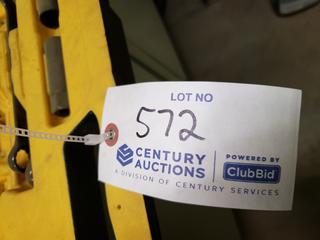 LOT NO
572
CENTURY AUCTIONS
POWERED BY
ClubBid
A DIVISION OF CENTURY SERVICES